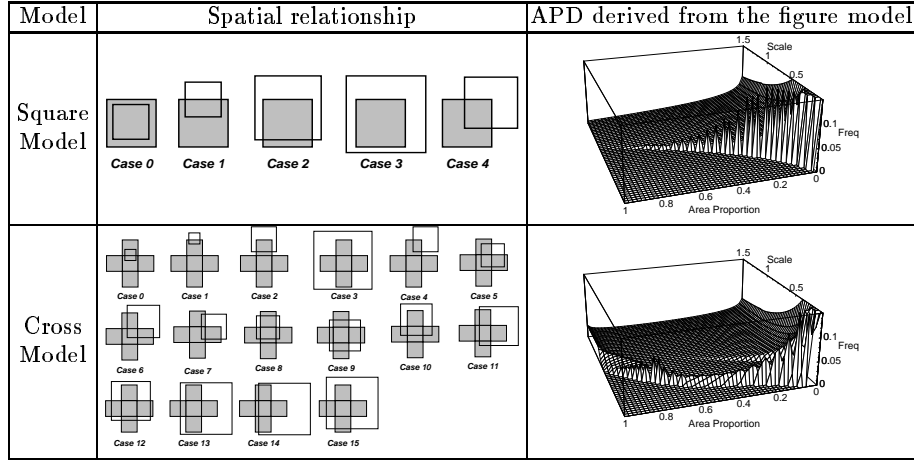 Model Spatial relationship APD derived from the figure model
Square
Model
Case 0 Case 1 Case 2 Case 3 Case 4
1.5 Scale
1
0.5
0.1
Freq
0.05
0
0
0.2
0.4
0.6
0.8
1
Area Proportion
Cross
Model
Case 0 Case 1 Case 2 Case 3 Case 4 Case 5
Case 6 Case 7 Case 8 Case 9 Case 10 Case 11
Case 12 Case 13 Case 14 Case 15
1.5
Scale
1
0.5
0.1
Freq
0.05
0
0
0.2
0.4
0.6
0.8
1
Area Proportion